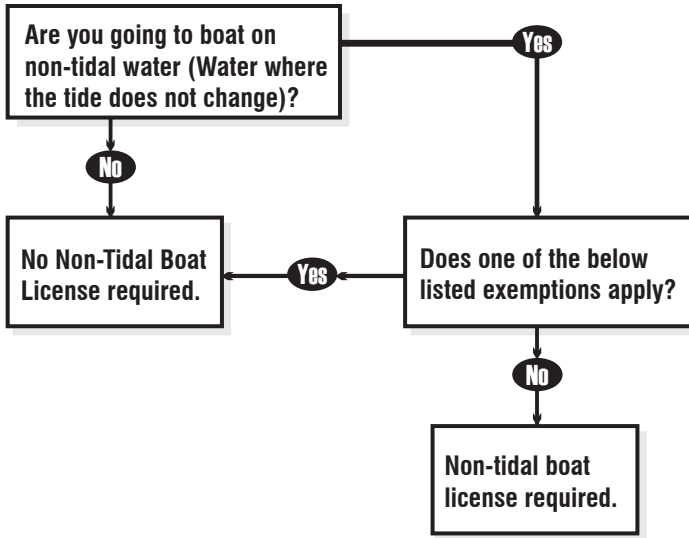 Are you going to boat on
non-tidal water (Water where
the tide does not change)?
Yes
No
No Non-Tidal Boat
License required.
Yes
Does one of the below
listed exemptions apply?
No
Non-tidal boat
license required.